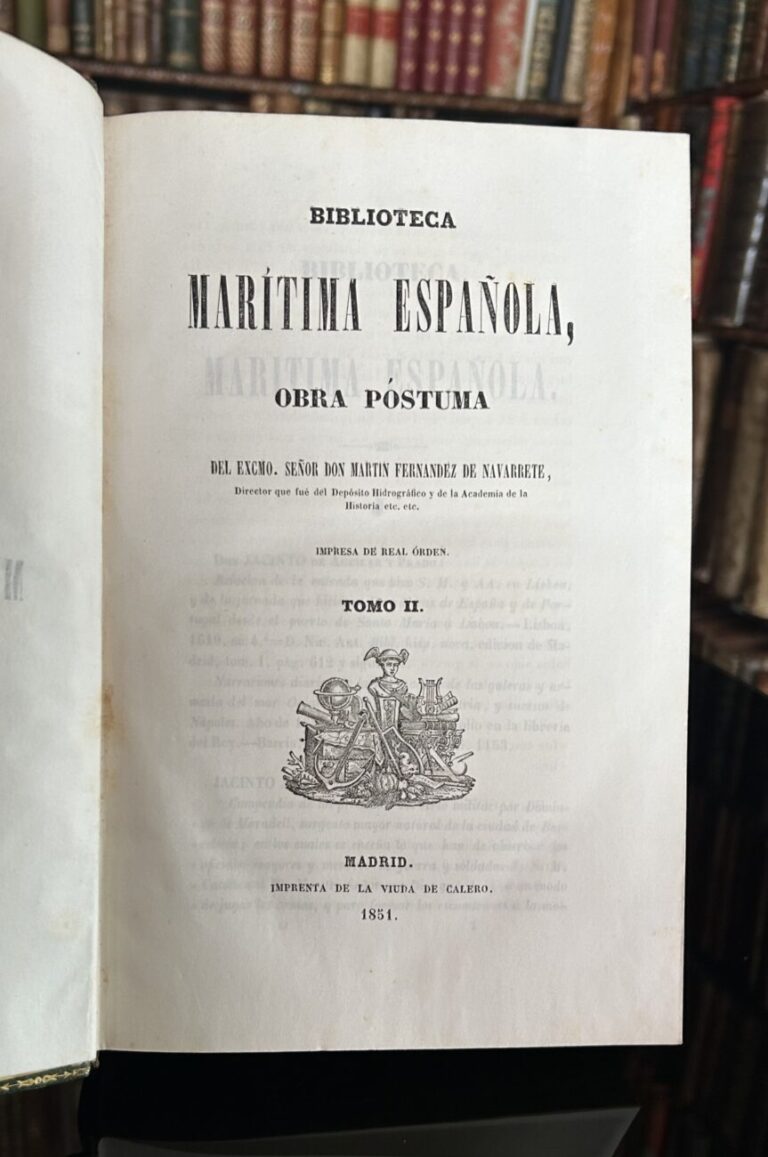 BIBLIOTECA
MARÍTIMA ESPAÑOLA,
OBRA PÓSTUMA
DEL EXCMO. SEÑOR DON MARTIN FERNANDEZ DE NAVARRETE,
Director que fué del Depósito Hidrográfico y de la Academia de la
Historia etc. etc.
IMPRESA DE REAL ÓRDEN.
TOMO II.
MADRID.
IMPRENTA DE LA VIUDA DE CALERO.
1851.